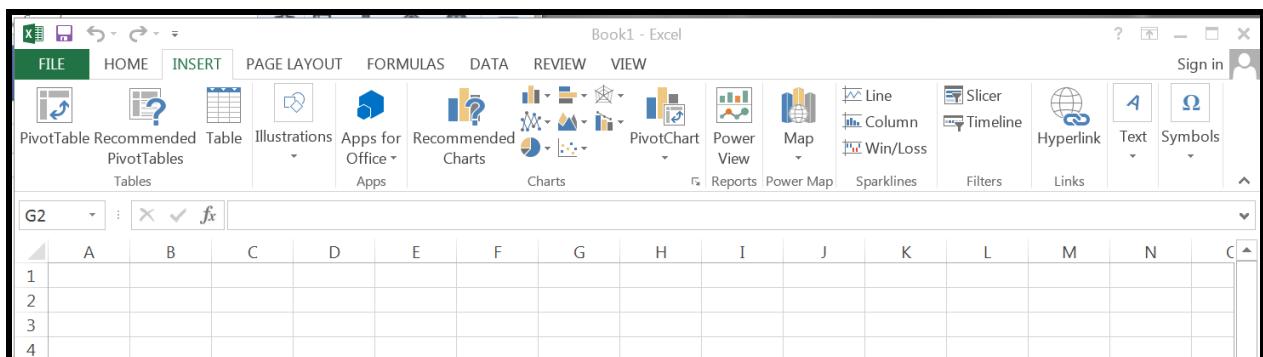 Book1 - Excel
?
FILE HOME INSERT PAGE LAYOUT FORMULAS DATA REVIEW VIEW Sign in
PivotTable Recommended PivotTables Table
Tables
Illustrations
Apps for Office
Apps
Recommended Charts
PivotChart
Charts
Power View
Reports
Map
Power Map
Line
Column
Win/Loss
Sparklines
Slicer
Timeline
Filters
Hyperlink
Links
A
Text
Ω
Symbols
G2 fx
A B C D E F G H I J K L M N
1
2
3
4